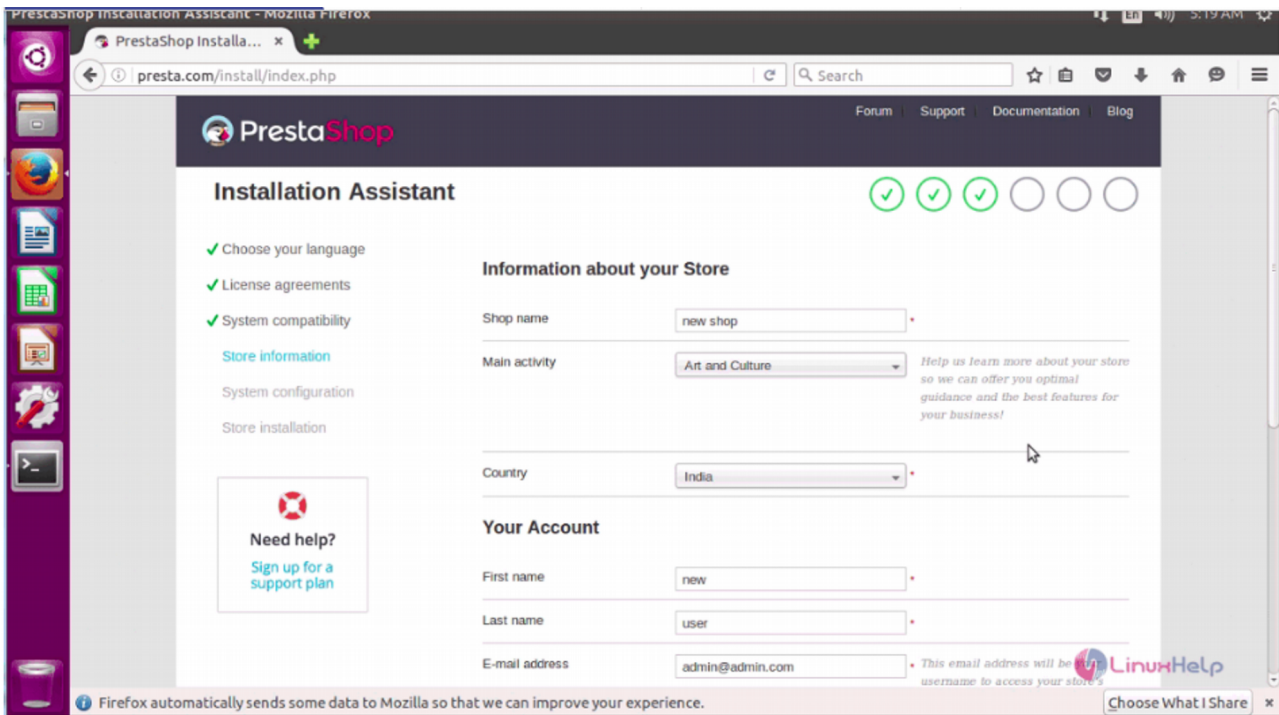 PrestaShop Installation Assistant - Mozilla Firefox
En
5:19 AM
PrestaShop Installa...
presta.com/install/index.php
Search
PrestaShop
Forum
Support
Documentation
Blog
Installation Assistant
Choose your language
License agreements
System compatibility
Store information
System configuration
Store installation
Need help?
Sign up for a
support plan
Information about your Store
Shop name
new shop
*
Main activity
Art and Culture
Help us learn more about your store
so we can offer you optimal
guidance and the best features for
your business!
Country
India
*
Your Account
First name
new
*
Last name
user
*
E-mail address
admin@admin.com
*
This email address will be your
username to access your store's
LinuxHelp
Firefox automatically sends some data to Mozilla so that we can improve your experience.
Choose What I Share